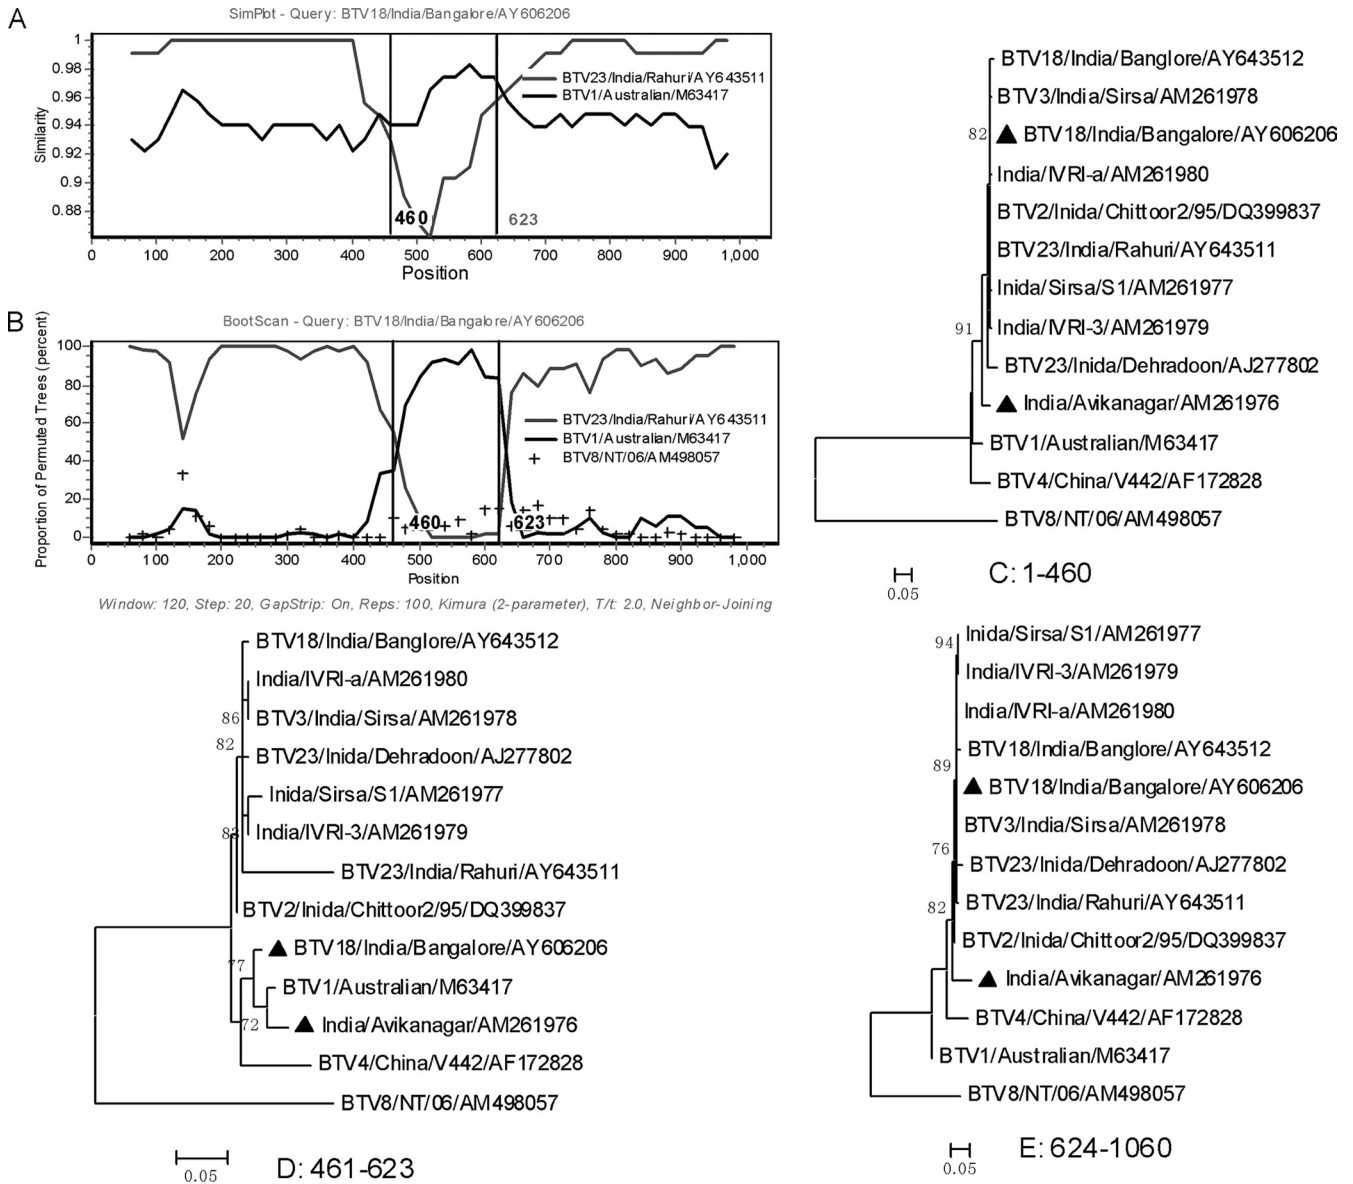 A
SimPlot - Query: BTV18/India/Bangalore/AY606206
1
0.98
0.96
0.94
0.92
0.9
0.88
Similarity
BTV23/India/Rahuri/AY643511
BTV1/Australian/M63417
460
623
0 100 200 300 400 500 600 700 800 900 1,000
Position
B
BootScan - Query: BTV18/India/Bangalore/AY606206
100
80
60
40
20
0
Proportion of Permuted Trees (percent)
BTV23/India/Rahuri/AY643511
BTV1/Australian/M63417
BTV8/NT/06/AM498057
460
623
0 100 200 300 400 500 600 700 800 900 1,000
Position
Window: 120, Step: 20, GapStrip: On, Reps: 100, Kimura (2-parameter), T/t: 2.0, Neighbor-Joining
BTV18/India/Banglore/AY643512
BTV3/India/Sirsa/AM261978
82
BTV18/India/Bangalore/AY606206
India/IVRI-a/AM261980
BTV2/Inida/Chittoor2/95/DQ399837
BTV23/India/Rahuri/AY643511
Inida/Sirsa/S1/AM261977
91
India/IVRI-3/AM261979
BTV23/Inida/Dehradoon/AJ277802
India/Avikanagar/AM261976
BTV1/Australian/M63417
BTV4/China/V442/AF172828
BTV8/NT/06/AM498057
0.05
C: 1-460
BTV18/India/Banglore/AY643512
India/IVRI-a/AM261980
86
BTV3/India/Sirsa/AM261978
82
BTV23/Inida/Dehradoon/AJ277802
Inida/Sirsa/S1/AM261977
83
India/IVRI-3/AM261979
BTV23/India/Rahuri/AY643511
BTV2/Inida/Chittoor2/95/DQ399837
BTV18/India/Bangalore/AY606206
77
BTV1/Australian/M63417
72
India/Avikanagar/AM261976
BTV4/China/V442/AF172828
BTV8/NT/06/AM498057
0.05
D: 461-623
94
Inida/Sirsa/S1/AM261977
India/IVRI-3/AM261979
India/IVRI-a/AM261980
BTV18/India/Banglore/AY643512
89
BTV18/India/Bangalore/AY606206
BTV3/India/Sirsa/AM261978
76
BTV23/Inida/Dehradoon/AJ277802
BTV23/India/Rahuri/AY643511
82
BTV2/Inida/Chittoor2/95/DQ399837
India/Avikanagar/AM261976
BTV4/China/V442/AF172828
BTV1/Australian/M63417
BTV8/NT/06/AM498057
0.05
E: 624-1060